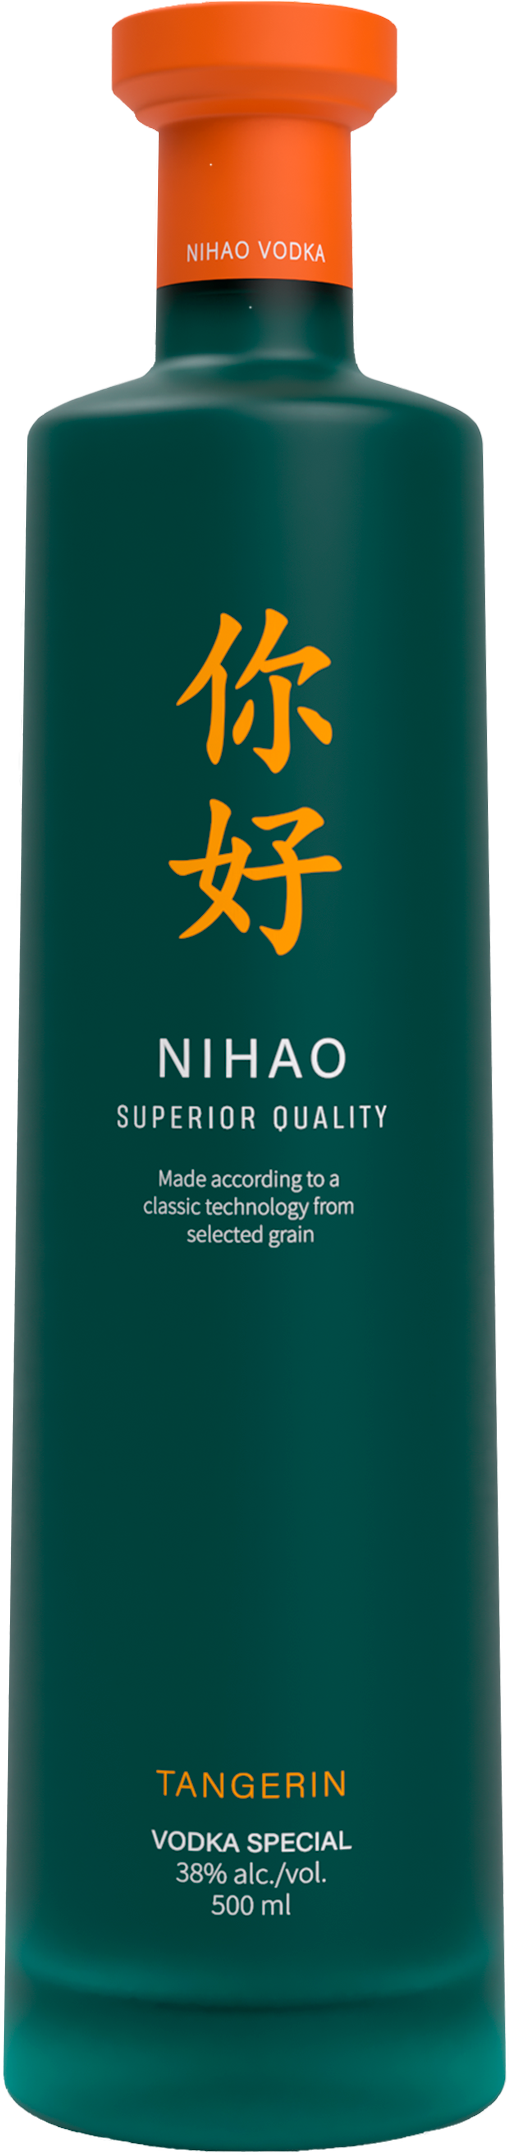 NIHAO VODKA
你
好
NIHAO
SUPERIOR QUALITY
Made according to a
classic technology from
selected grain
TANGERIN
VODKA SPECIAL
38% alc./vol.
500 ml